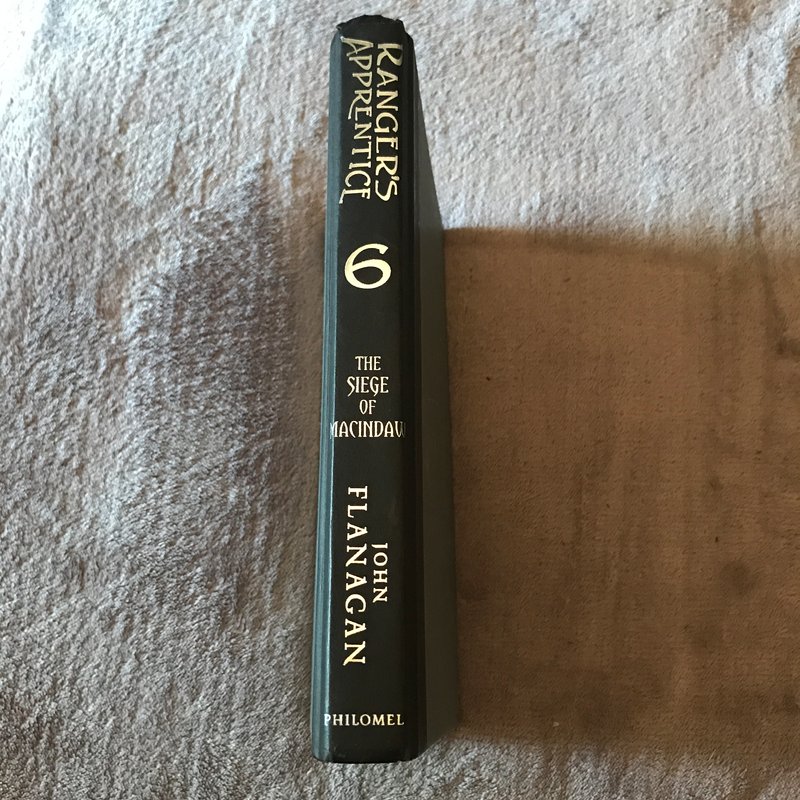 RANGER'S
APPRENTICE
6
THE
SIEGE
OF
MACINDAW
JOHN
FLANAGAN
PHILOMEL